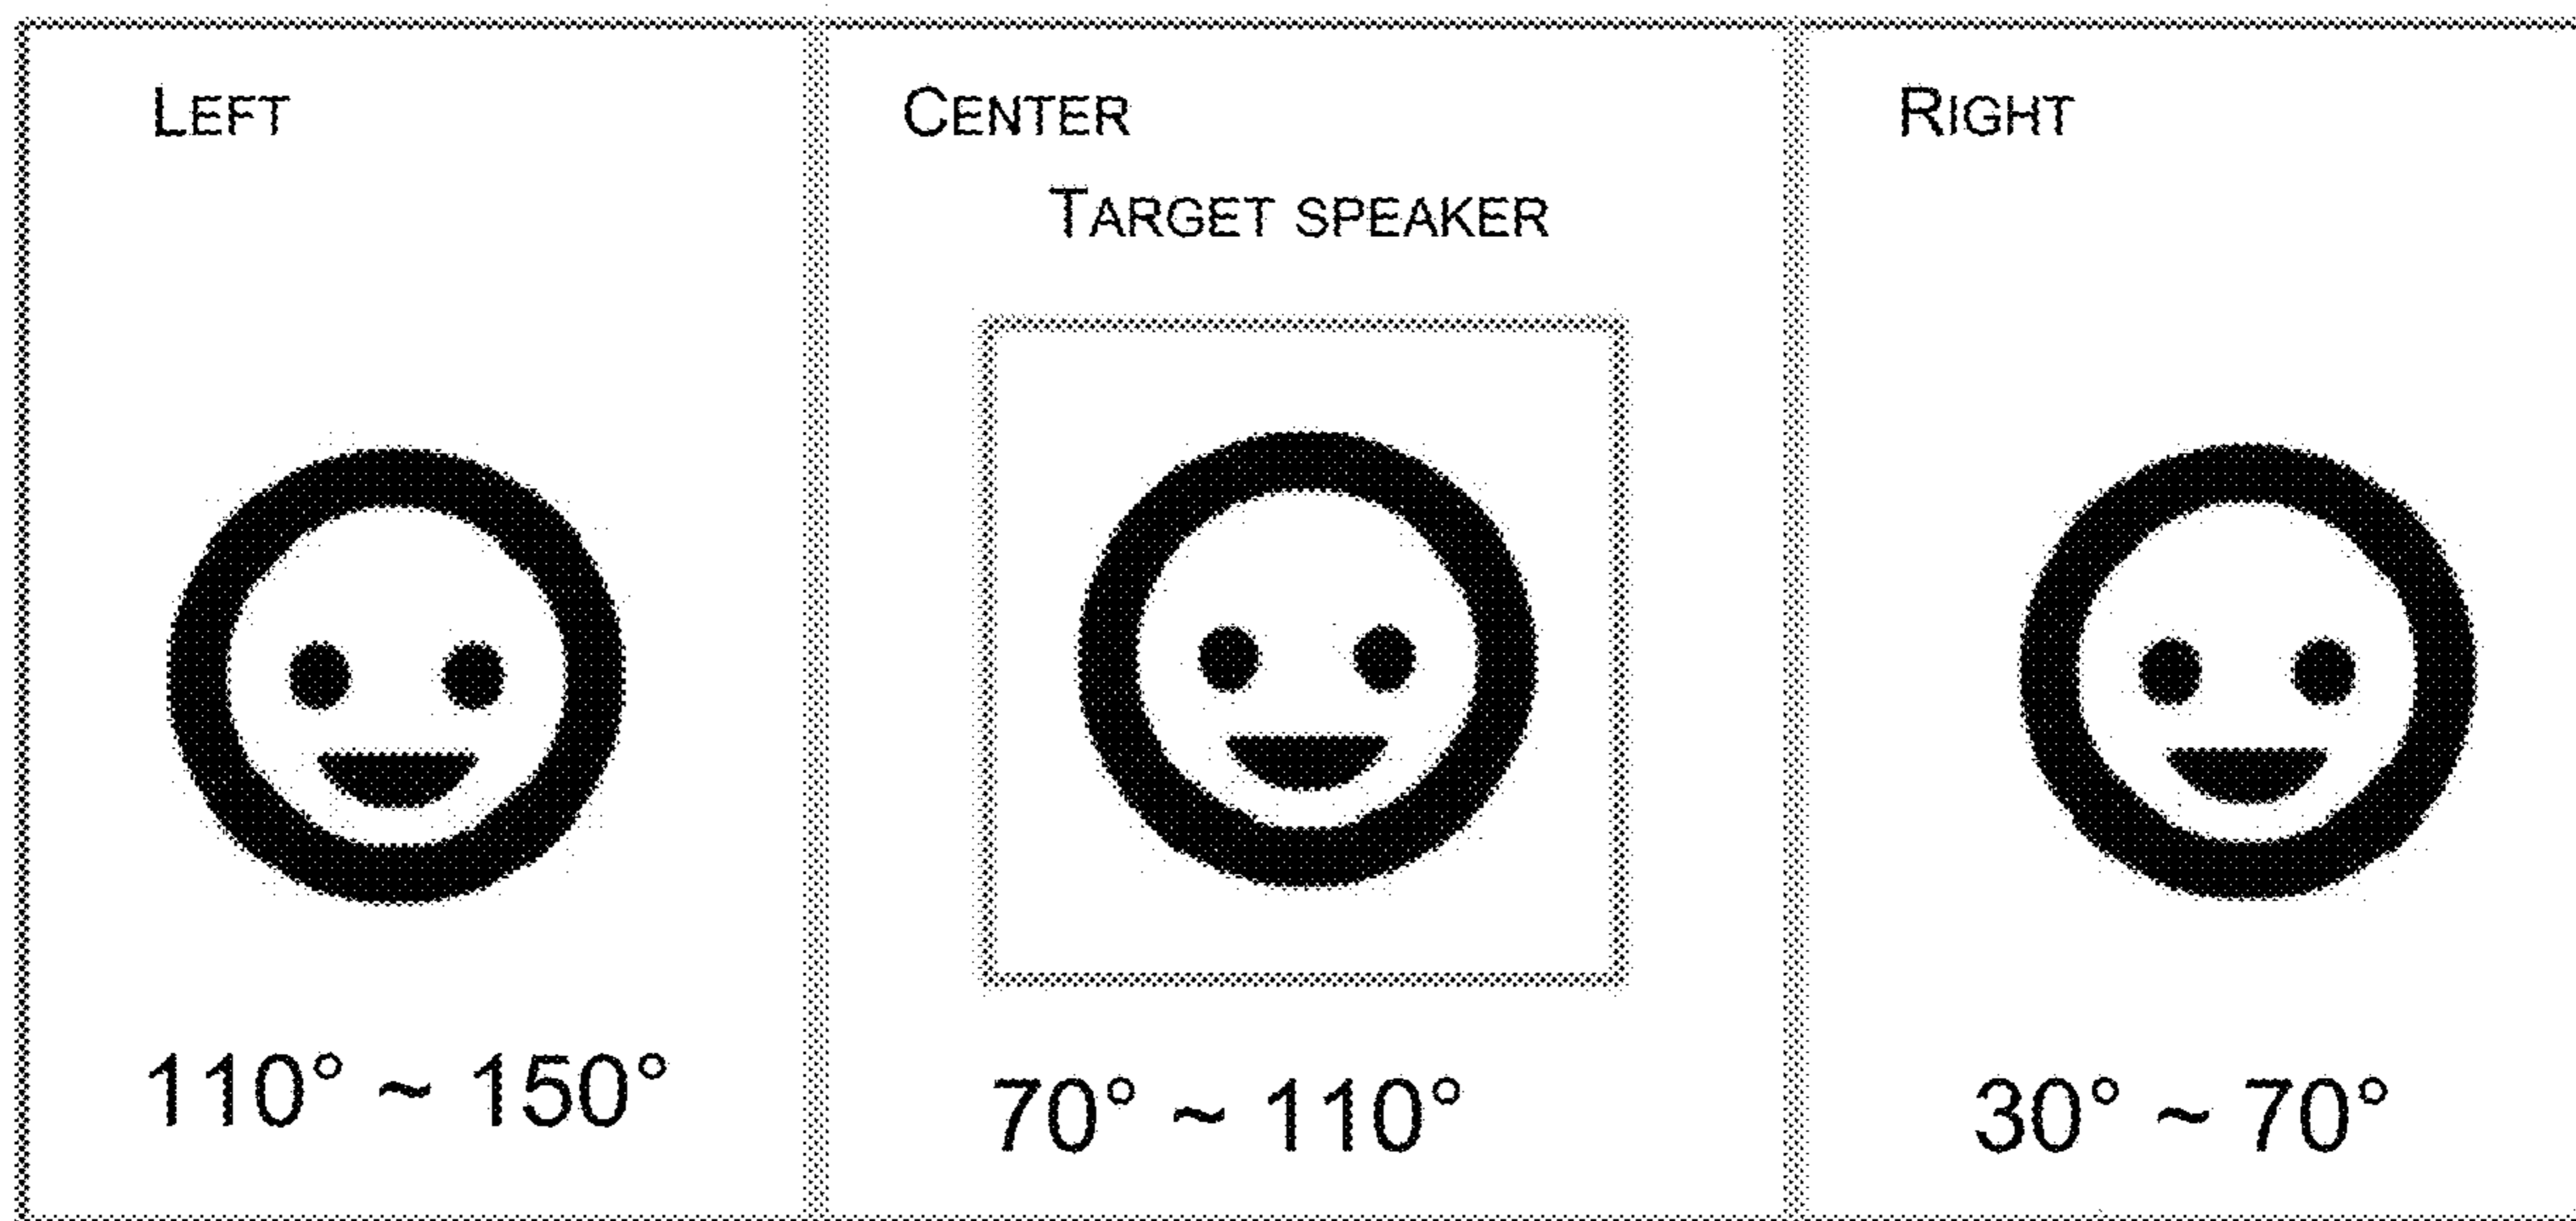 LEFT
CENTER
RIGHT
TARGET SPEAKER
110° ~ 150°
70° ~ 110°
30° ~ 70°